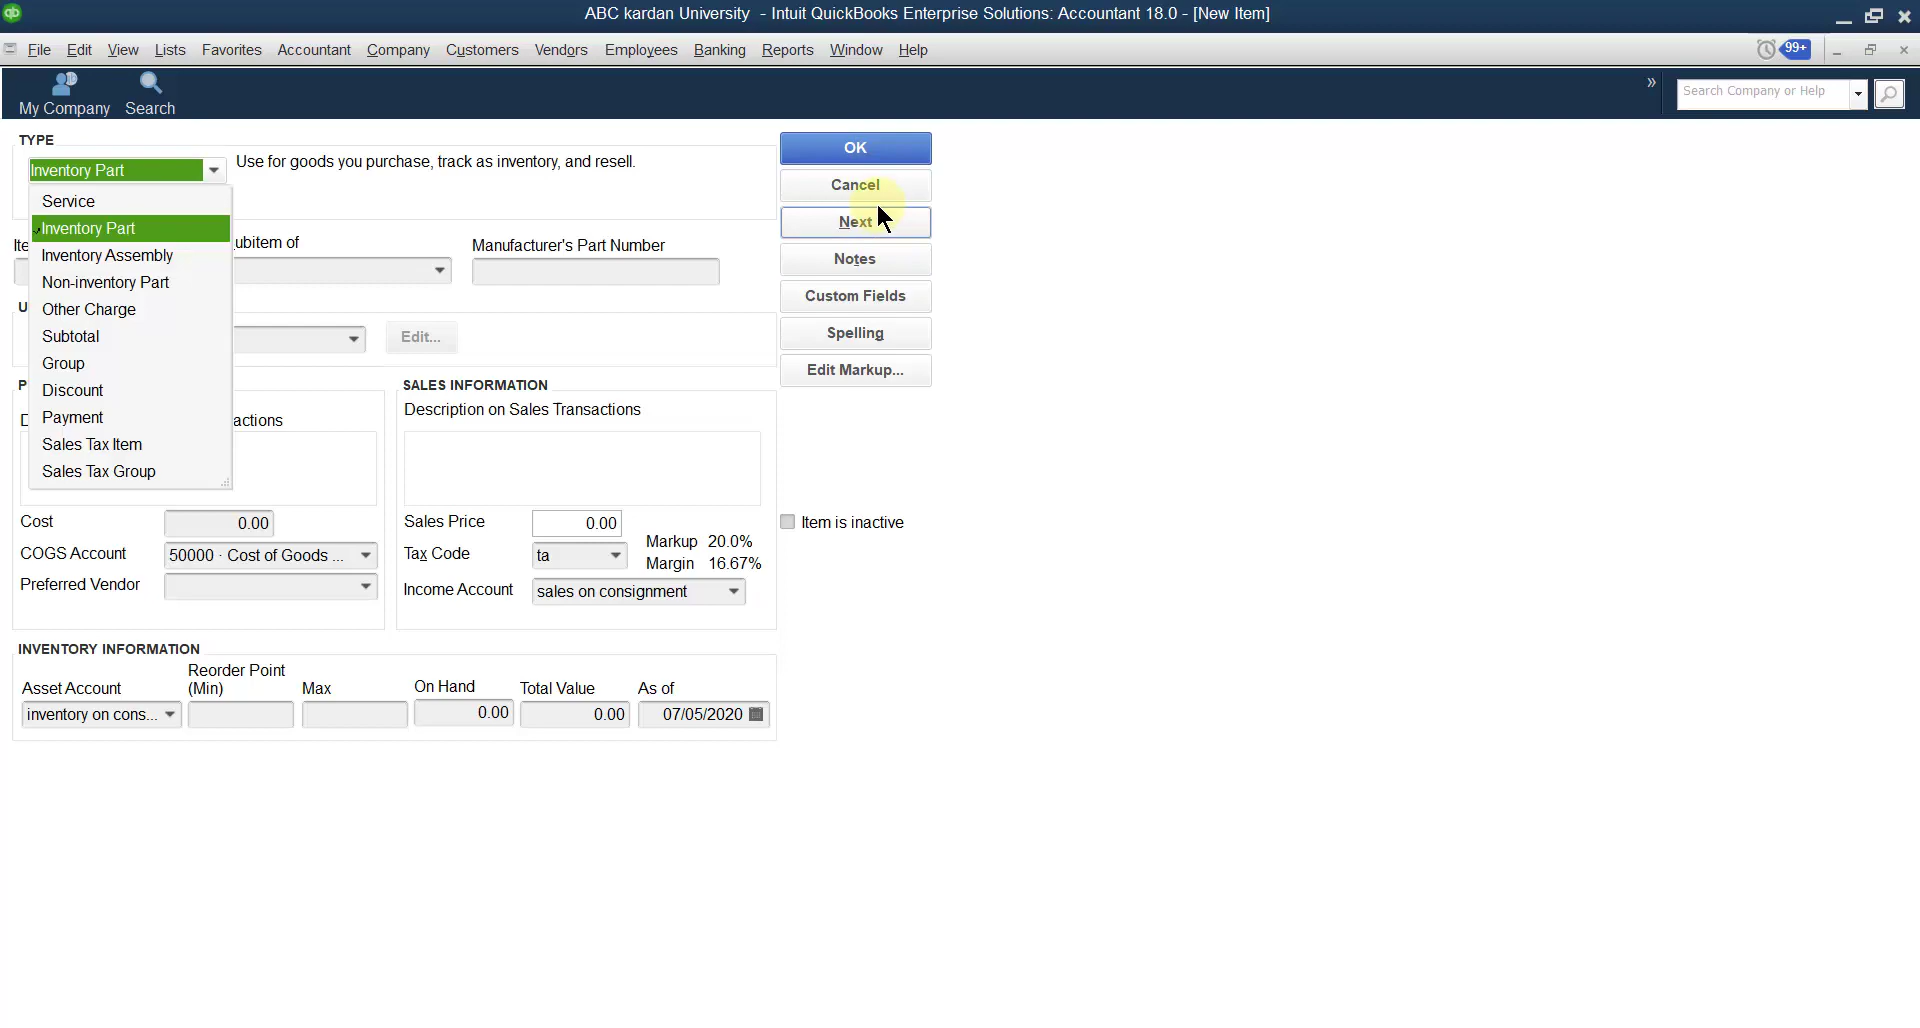 ABC kardan University - Intuit QuickBooks Enterprise Solutions: Accountant 18.0 - [New Item]
File Edit View Lists Favorites Accountant Company Customers Vendors Employees Banking Reports Window Help
99+
My Company Search
Search Company or Help
TYPE
Inventory Part
Use for goods you purchase, track as inventory, and resell.
Service
Inventory Part
Inventory Assembly
Non-inventory Part
Other Charge
Subtotal
Group
Discount
Payment
Sales Tax Item
Sales Tax Group
ubitem of
Manufacturer's Part Number
Edit...
OK
Cancel
Next
Notes
Custom Fields
Spelling
Edit Markup...
actions
SALES INFORMATION
Description on Sales Transactions
Cost 0.00
COGS Account 50000 · Cost of Goods ...
Preferred Vendor
Sales Price 0.00
Tax Code ta
Markup 20.0%
Margin 16.67%
Income Account sales on consignment
Item is inactive
INVENTORY INFORMATION
Asset Account inventory on cons...
Reorder Point
(Min)
Max
On Hand 0.00
Total Value 0.00
As of 07/05/2020